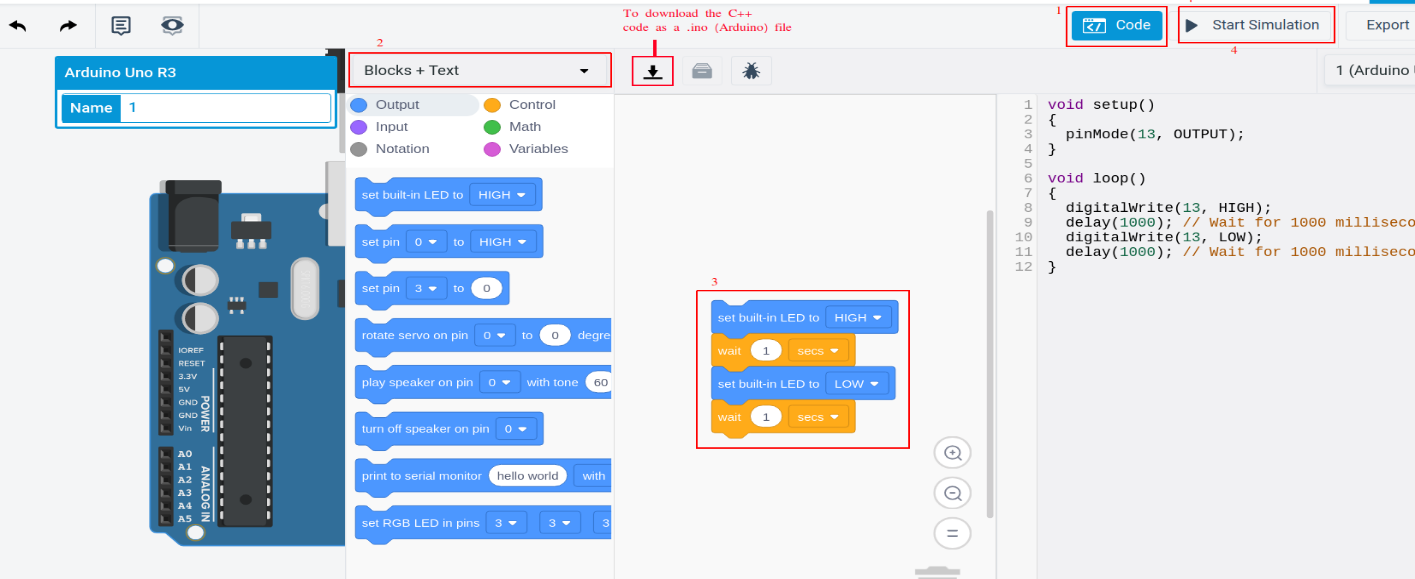 To download the C++
code as a .ino (Arduino) file
1
Code
Start Simulation
Export
4
2
Blocks + Text
1 (Arduino
Arduino Uno R3
Name 1
Output
Control
Input
Math
Notation
Variables
set built-in LED to HIGH
set pin 0 to HIGH
set pin 3 to 0
rotate servo on pin 0 to 0 degre
play speaker on pin 0 with tone 60
turn off speaker on pin 0
print to serial monitor hello world with
set RGB LED in pins 3 3 3
IOREF
RESET
3.3V
5V
GND
GND
Vin
POWER
A0
A1
A2
A3
A4
A5
ANALOG IN
3
set built-in LED to HIGH
wait 1 secs
set built-in LED to LOW
wait 1 secs
1 void setup()
2 {
3 pinMode(13, OUTPUT);
4 }
5
6 void loop()
7 {
8 digitalWrite(13, HIGH);
9 delay(1000); // Wait for 1000 milliseco
10 digitalWrite(13, LOW);
11 delay(1000); // Wait for 1000 milliseco
12 }